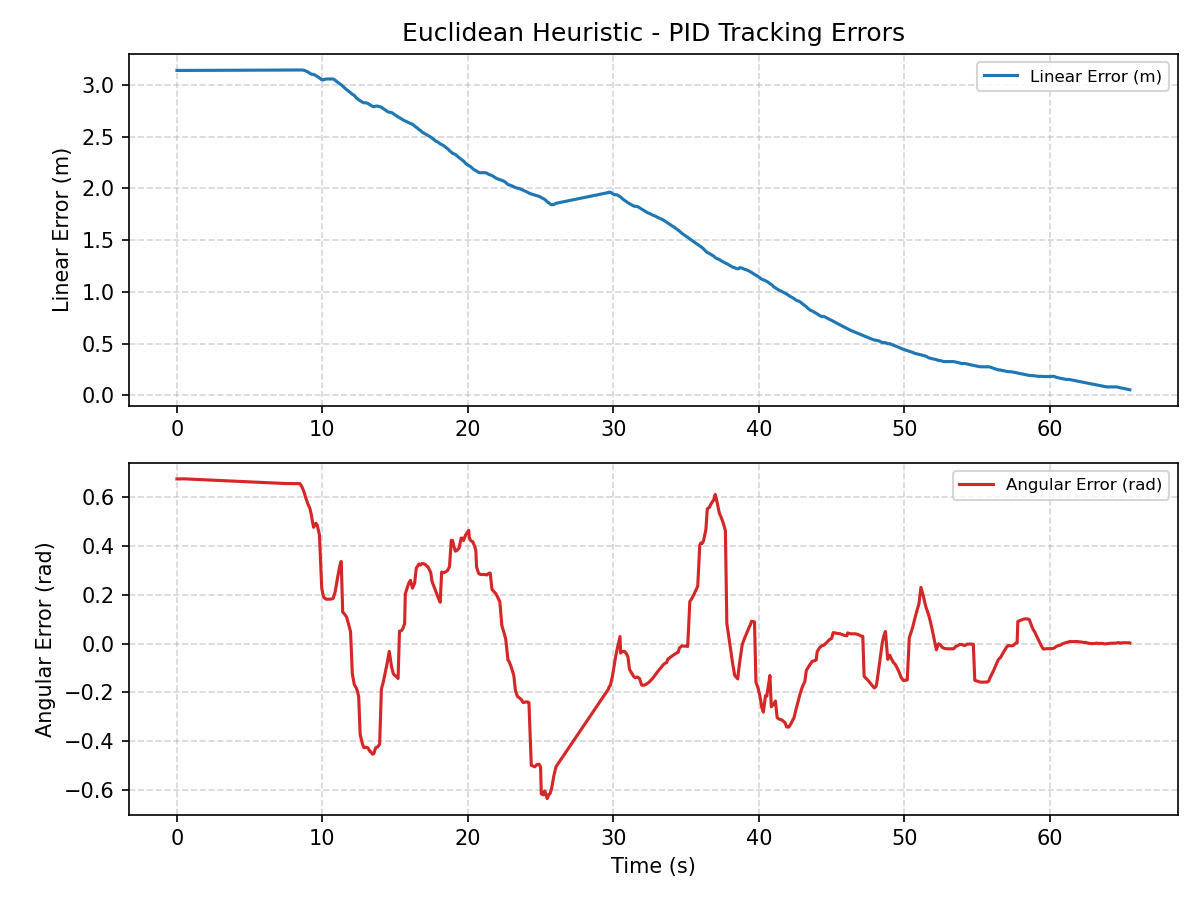 Euclidean Heuristic - PID Tracking Errors
Linear Error (m)
Linear Error (m)
3.0
2.5
2.0
1.5
1.0
0.5
0.0
0 10 20 30 40 50 60
Angular Error (rad)
Angular Error (rad)
0.6
0.4
0.2
0.0
−0.2
−0.4
−0.6
0 10 20 30 40 50 60
Time (s)